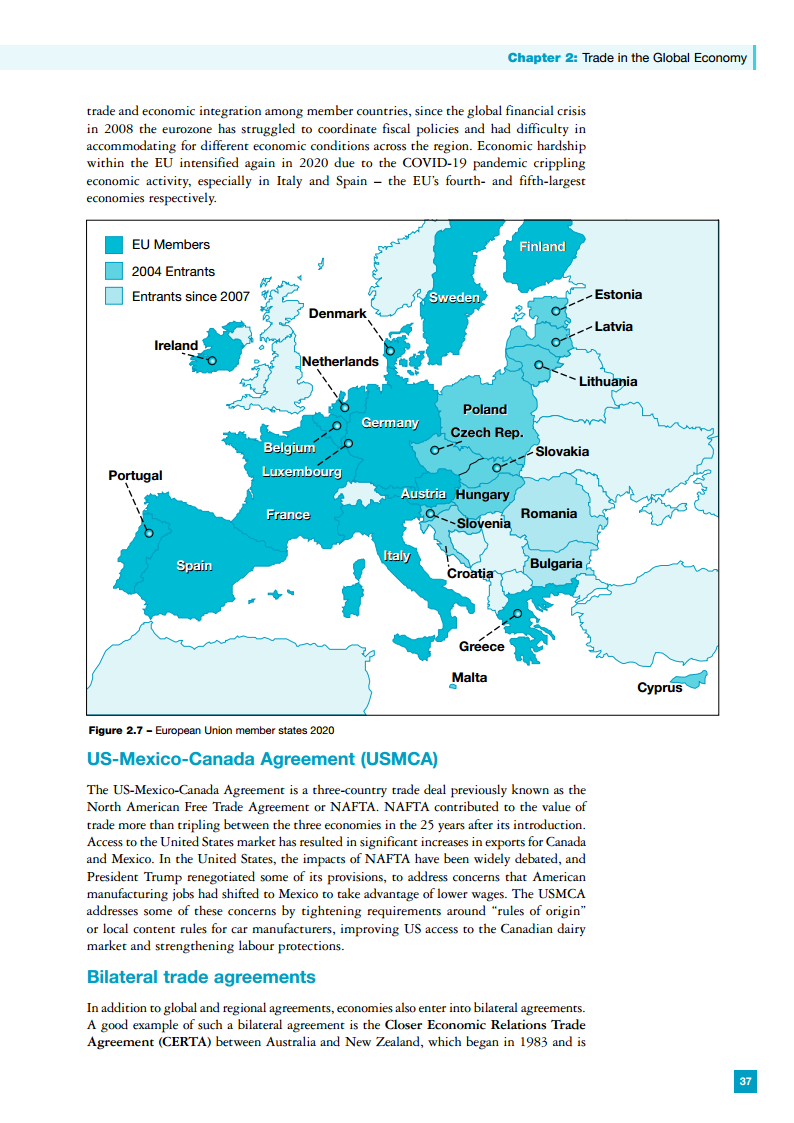 Chapter 2: Trade in the Global Economy
trade and economic integration among member countries, since the global financial crisis
in 2008 the eurozone has struggled to coordinate fiscal policies and had difficulty in
accommodating for different economic conditions across the region. Economic hardship
within the EU intensified again in 2020 due to the COVID-19 pandemic crippling
economic activity, especially in Italy and Spain – the EU's fourth- and fifth-largest
economies respectively.
EU Members
2004 Entrants
Entrants since 2007
Finland
Sweden
Estonia
Denmark
Latvia
Ireland
Netherlands
Lithuania
Poland
Germany
Czech Rep.
Belgium
Slovakia
Luxembourg
Portugal
Austria
Hungary
France
Romania
Slovenia
Italy
Spain
Bulgaria
Croatia
Greece
Malta
Cyprus
Figure 2.7 – European Union member states 2020
US-Mexico-Canada Agreement (USMCA)
The US-Mexico-Canada Agreement is a three-country trade deal previously known as the
North American Free Trade Agreement or NAFTA. NAFTA contributed to the value of
trade more than tripling between the three economies in the 25 years after its introduction.
Access to the United States market has resulted in significant increases in exports for Canada
and Mexico. In the United States, the impacts of NAFTA have been widely debated, and
President Trump renegotiated some of its provisions, to address concerns that American
manufacturing jobs had shifted to Mexico to take advantage of lower wages. The USMCA
addresses some of these concerns by tightening requirements around “rules of origin”
or local content rules for car manufacturers, improving US access to the Canadian dairy
market and strengthening labour protections.
Bilateral trade agreements
In addition to global and regional agreements, economies also enter into bilateral agreements.
A good example of such a bilateral agreement is the Closer Economic Relations Trade
Agreement (CERTA) between Australia and New Zealand, which began in 1983 and is
37